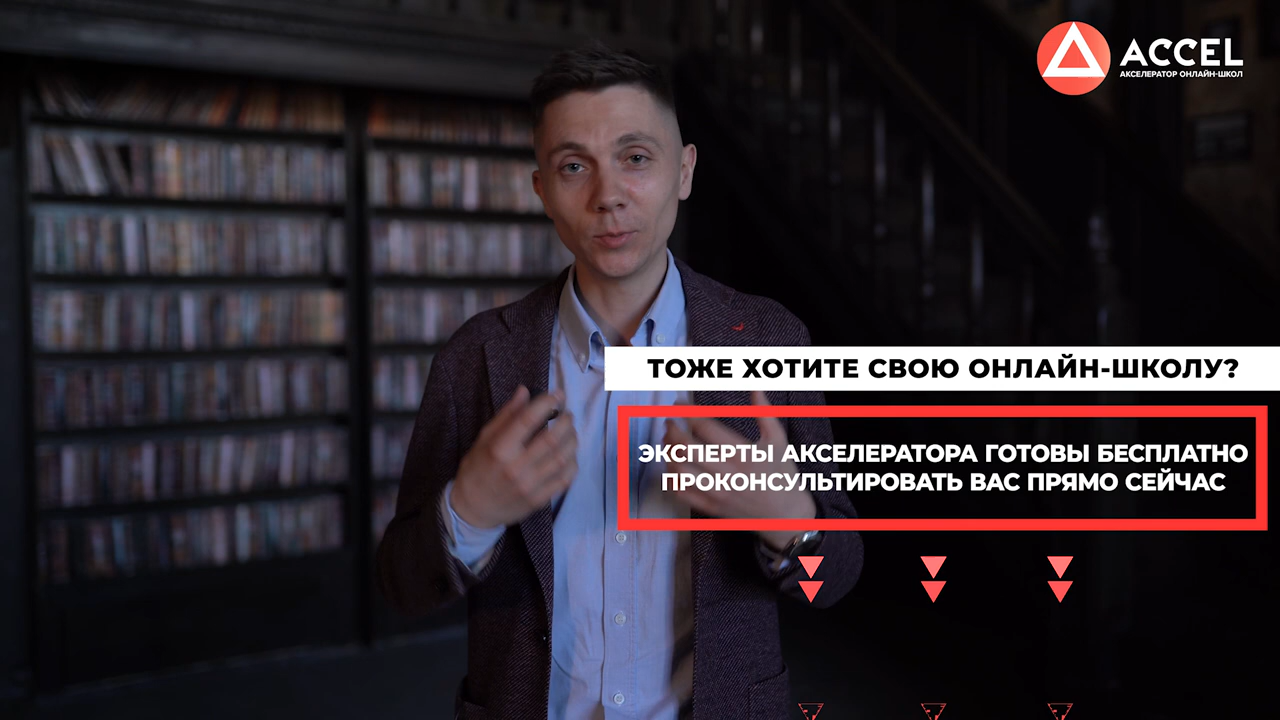 ACCEL
АКСЕЛЕРАТОР ОНЛАЙН-ШКОЛ
ТОЖЕ ХОТИТЕ СВОЮ ОНЛАЙН-ШКОЛУ?
ЭКСПЕРТЫ АКСЕЛЕРАТОРА ГОТОВЫ БЕСПЛАТНО
ПРОКОНСУЛЬТИРОВАТЬ ВАС ПРЯМО СЕЙЧАС